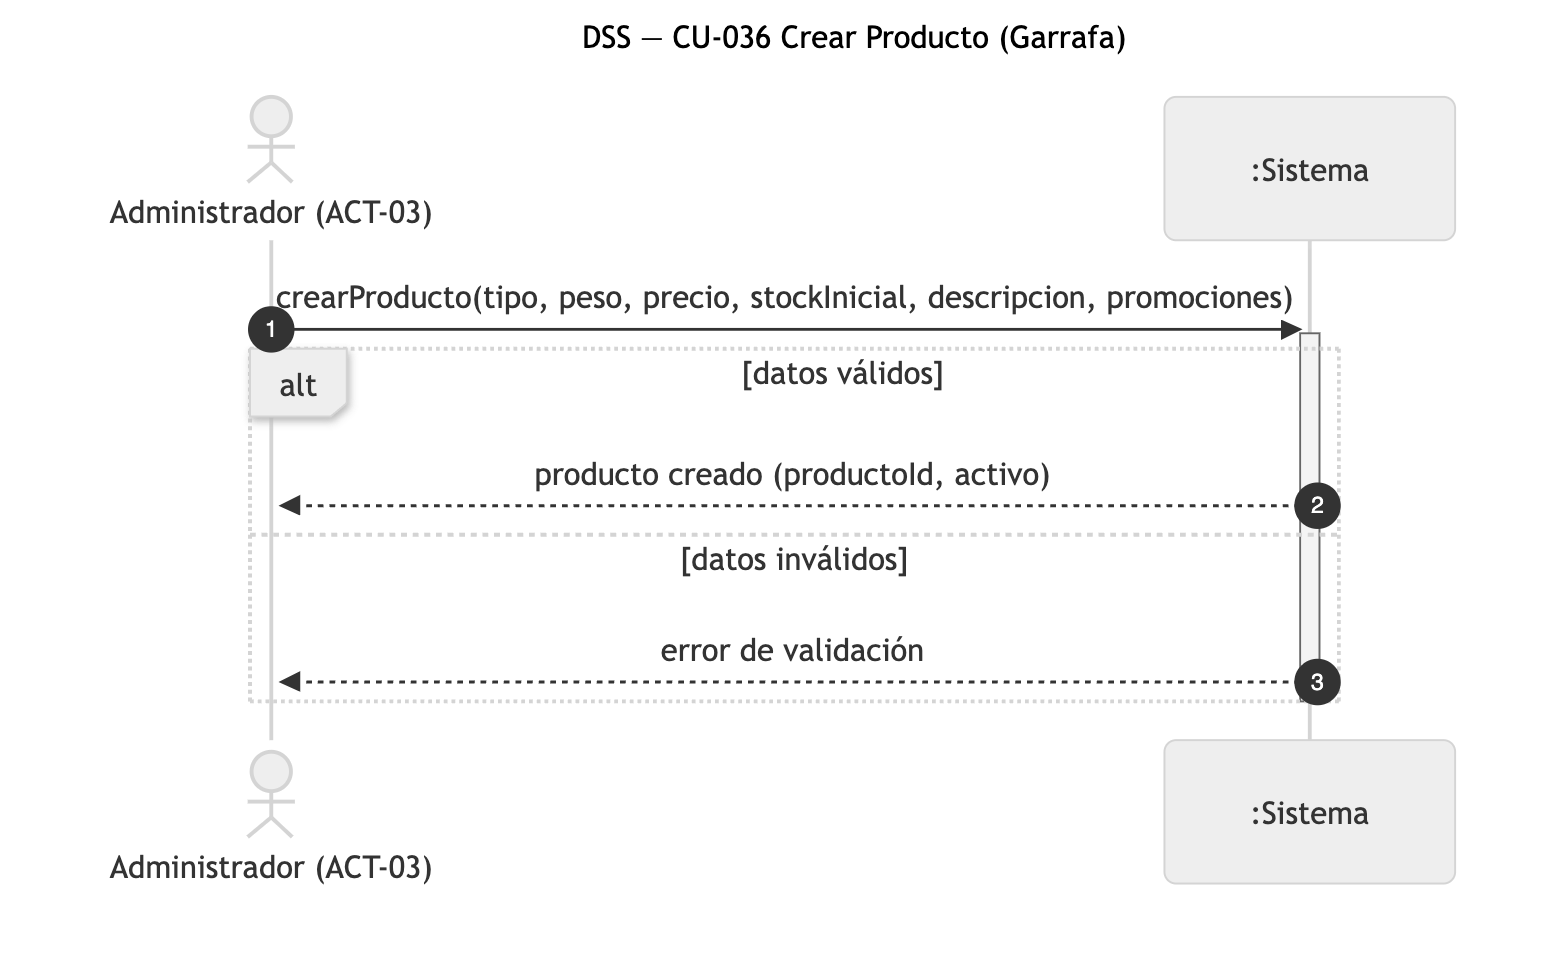 DSS — CU-036 Crear Producto (Garrafa)
Administrador (ACT-03)
:Sistema
crearProducto(tipo, peso, precio, stockInicial, descripcion, promociones)
1
alt
[datos válidos]
producto creado (productoId, activo)
2
[datos inválidos]
error de validación
3
Administrador (ACT-03)
:Sistema